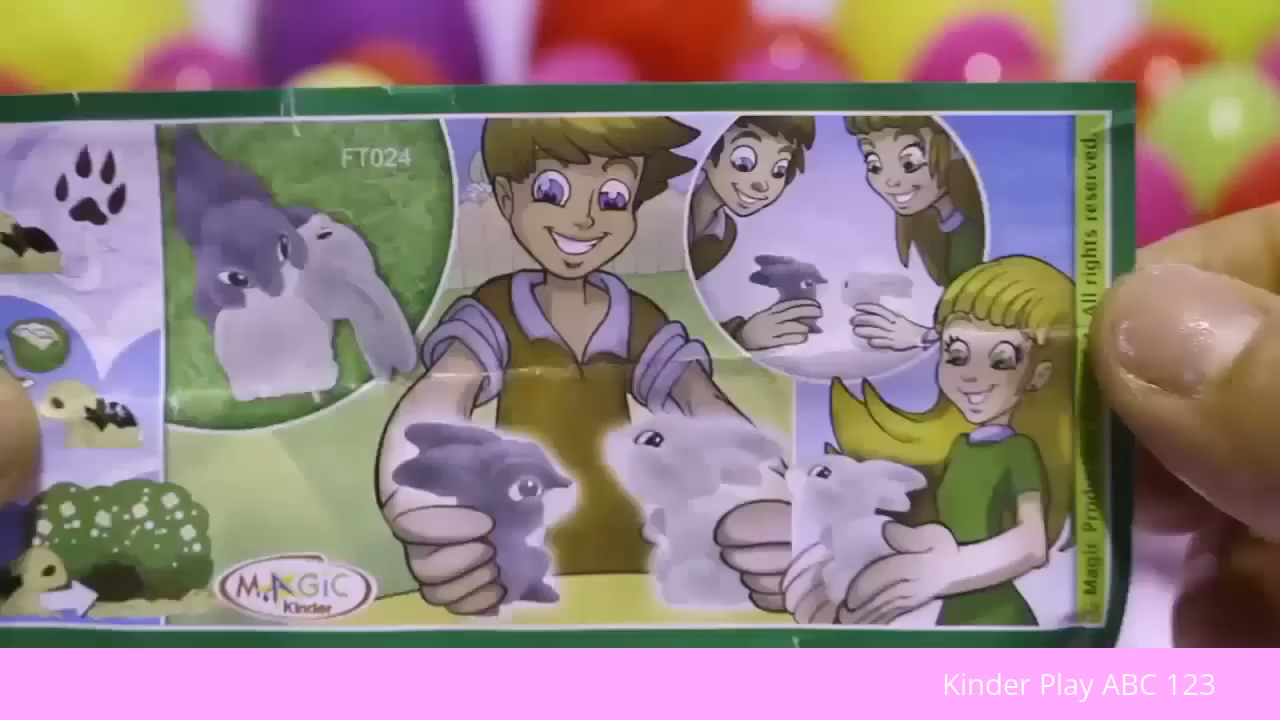 FT024
MAGIC
Kinder
Magic Produ
All rights reserved.
Kinder Play ABC 123